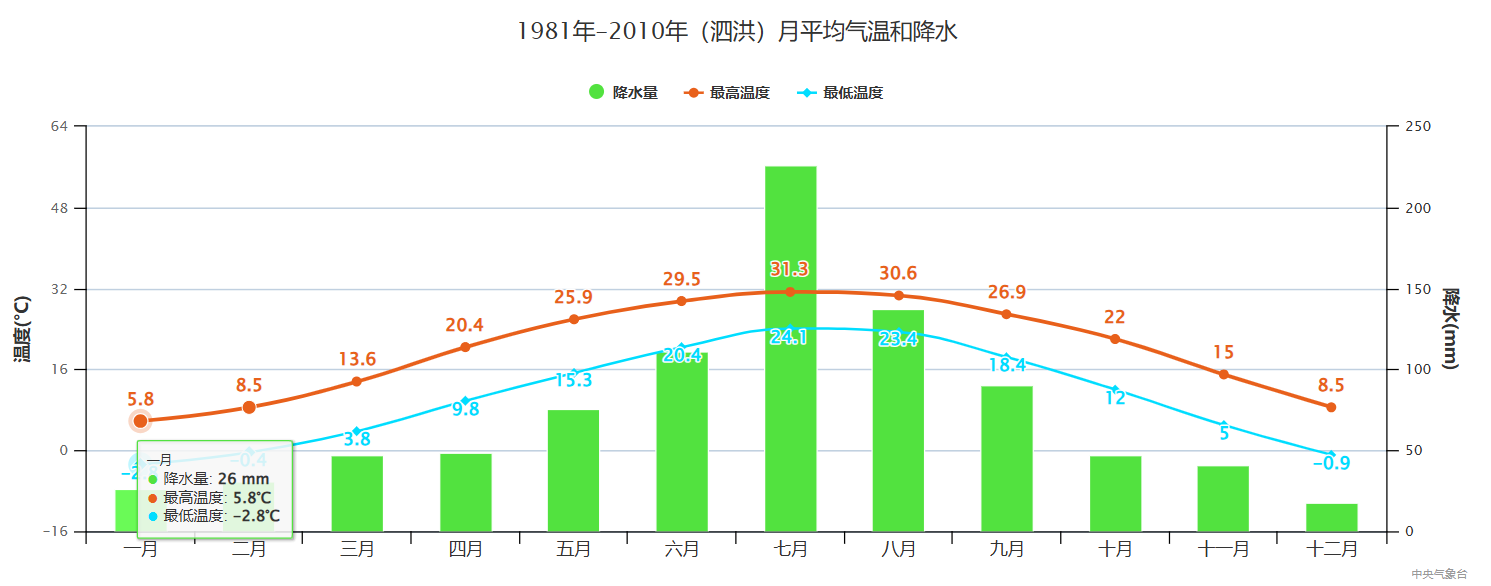 1981年-2010年（泗洪）月平均气温和降水
降水量 最高温度 最低温度
64 250
48 200
32 150
16 100
0 50
-16 0
温度(℃)
降水(mm)
5.8 8.5 13.6 20.4 25.9 29.5 31.3 30.6 26.9 22 15 8.5
-0.4 3.8 9.8 15.3 20.4 24.1 23.4 18.4 12 5 -0.9
一月
降水量: 26 mm
最高温度: 5.8℃
最低温度: -2.8℃
一月 二月 三月 四月 五月 六月 七月 八月 九月 十月 十一月 十二月
中央气象台